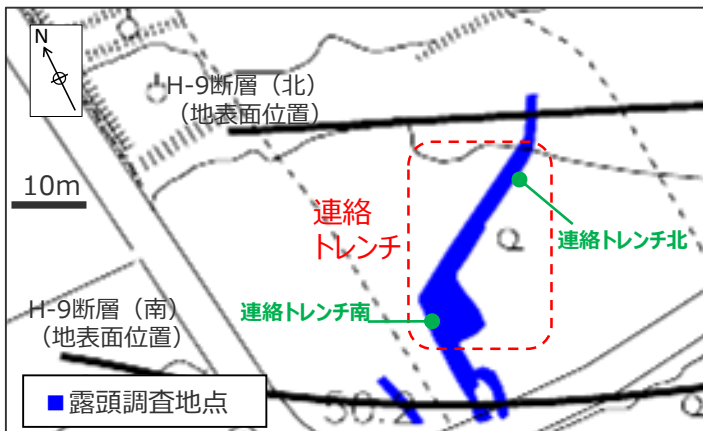 N
H-9断層（北）
（地表面位置）
10m
連絡
トレンチ
連絡トレンチ北
連絡トレンチ南
H-9断層（南）
（地表面位置）
50.2
■露頭調査地点